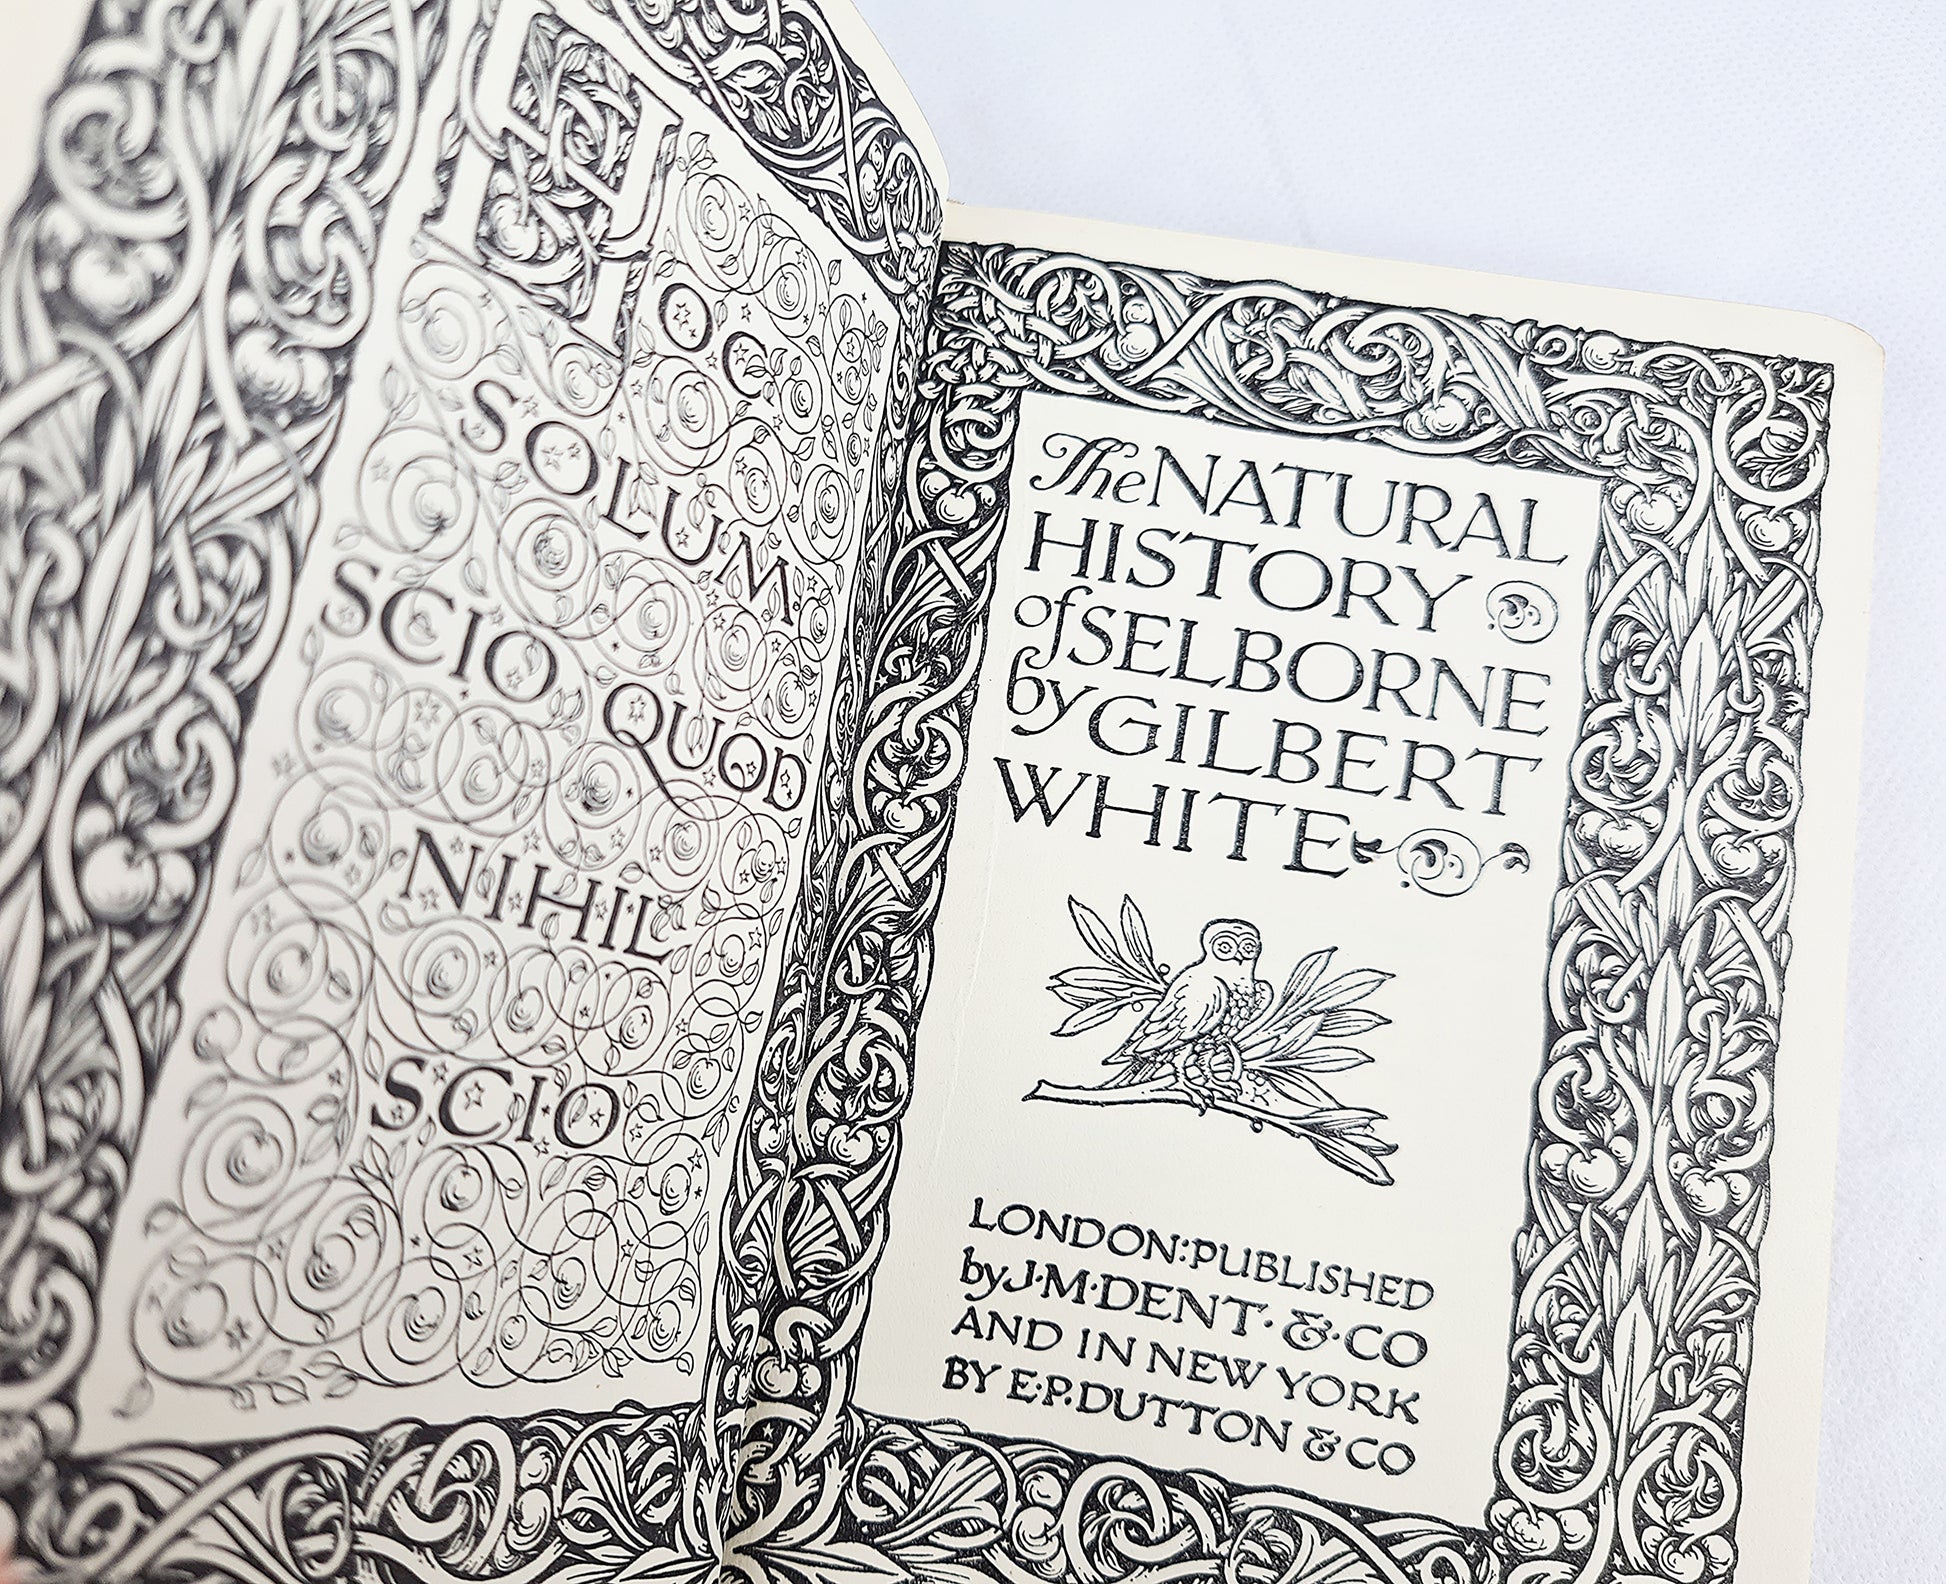 HOC
SOLUM
SCIO QUOD
NIHIL
SCIO
The NATURAL
HISTORY
of SELBORNE
by GILBERT
WHITE
LONDON: PUBLISHED
by J·M·DENT· & ·CO
AND IN NEW YORK
BY E·P·DUTTON & CO